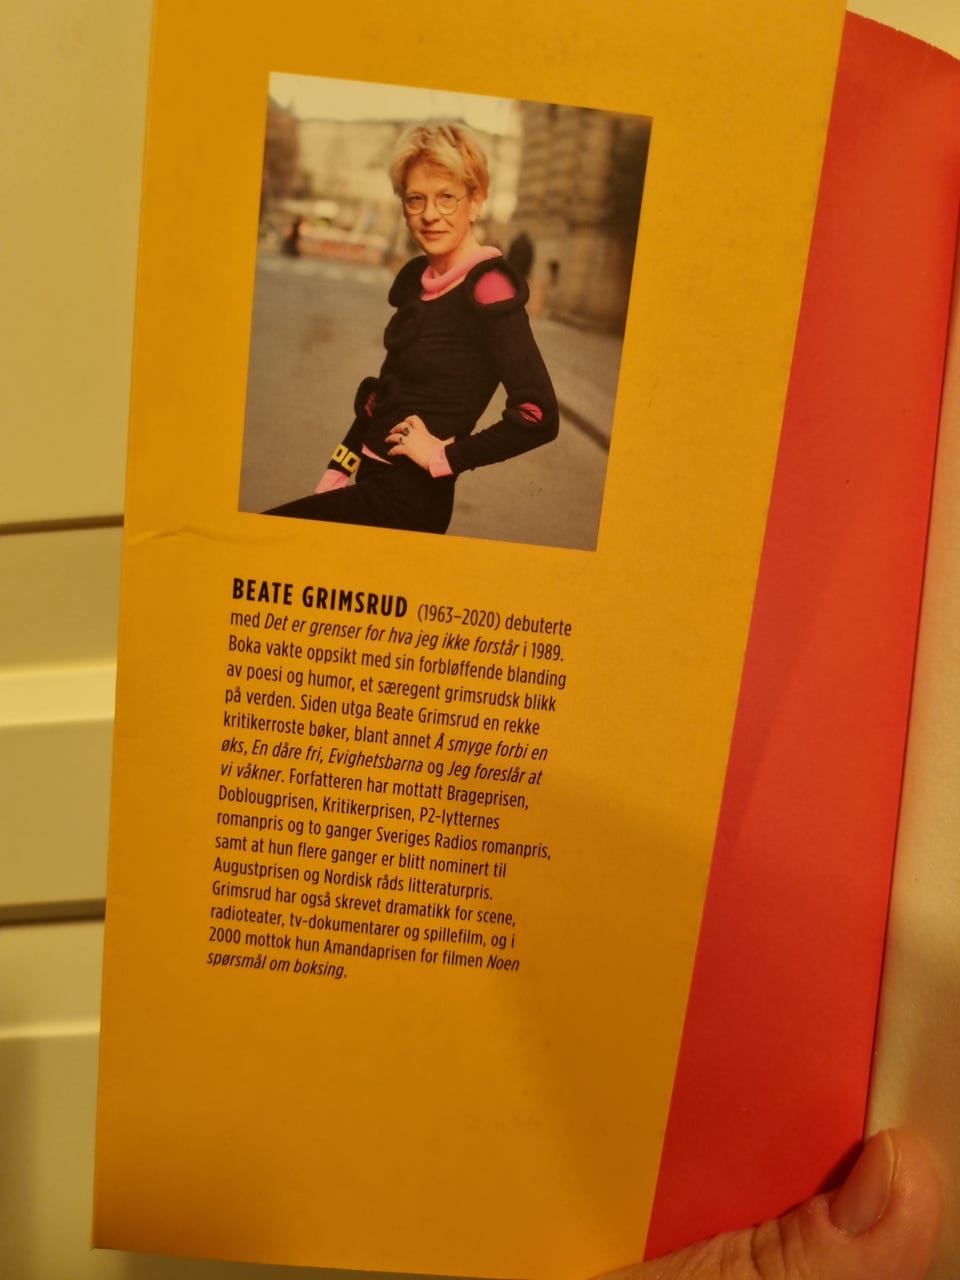 BEATE GRIMSRUD (1963–2020) debuterte
med Det er grenser for hva jeg ikke forstår i 1989.
Boka vakte oppsikt med sin forbløffende blanding
av poesi og humor, et særegent grimsrudsk blikk
på verden. Siden utga Beate Grimsrud en rekke
kritikerroste bøker, blant annet Å smyge forbi en
øks, En dåre fri, Evighetsbarna og Jeg foreslår at
vi våkner. Forfatteren har mottatt Brageprisen,
Doblougprisen, Kritikerprisen, P2-lytternes
romanpris og to ganger Sveriges Radios romanpris,
samt at hun flere ganger er blitt nominert til
Augustprisen og Nordisk råds litteraturpris.
Grimsrud har også skrevet dramatikk for scene,
radioteater, tv-dokumentarer og spillefilm, og i
2000 mottok hun Amandaprisen for filmen Noen
spørsmål om boksing.